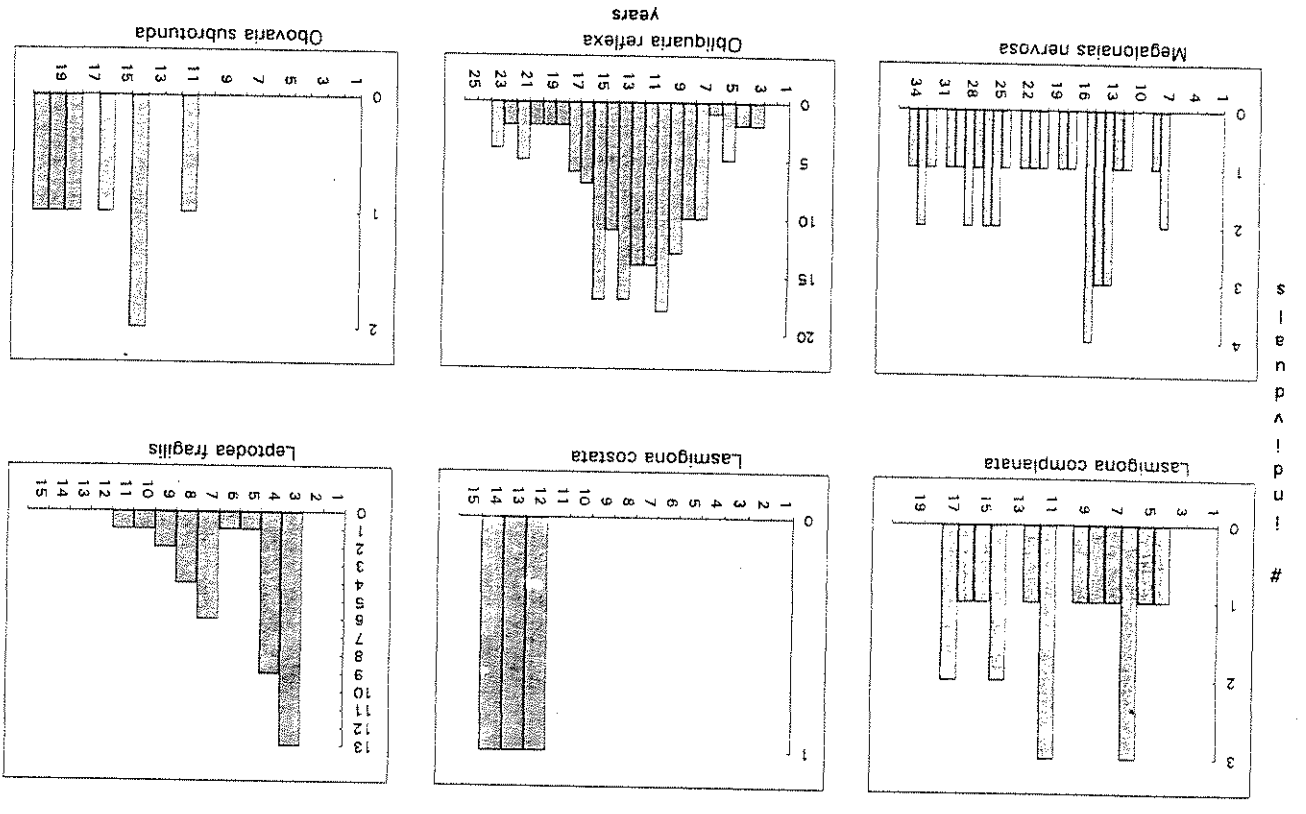 # indivduals
3
2
1
0
1 3 5 7 9 11 13 15 17 19
Lasmigona complanata
1
0
1 2 3 4 5 6 7 8 9 10 11 12 13 14 15
Lasmigona costata
13
12
11
10
9
8
7
6
5
4
3
2
1
0
1 2 3 4 5 6 7 8 9 10 11 12 13 14 15
Leptodea fragilis
4
3
2
1
0
1 4 7 10 13 16 19 22 25 28 31 34
Megalonaias nervosa
20
15
10
5
0
1 3 5 7 9 11 13 15 17 19 21 23 25
Obliquaria reflexa
years
2
1
0
1 3 5 7 9 11 13 15 17 19
Obovaria subrotunda